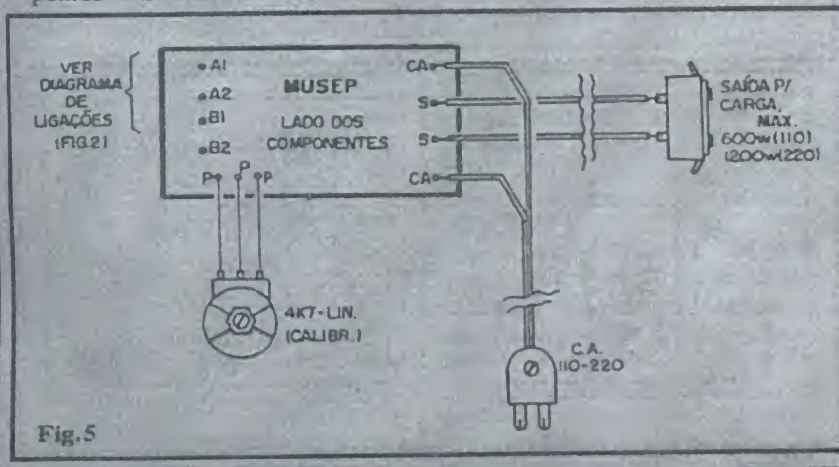 VER
DIAGRAMA
DE
LIGAÇÕES
(FIG.2)
•A1
•A2
•B1
•B2
MUSEP
LADO DOS
COMPONENTES
CA
S
S
CA
P P P
SAÍDA P/
CARGA,
MAX.
600w(110)
1200w(220)
4K7-LIN.
(CALIBR.)
C.A.
110-220
Fig.5